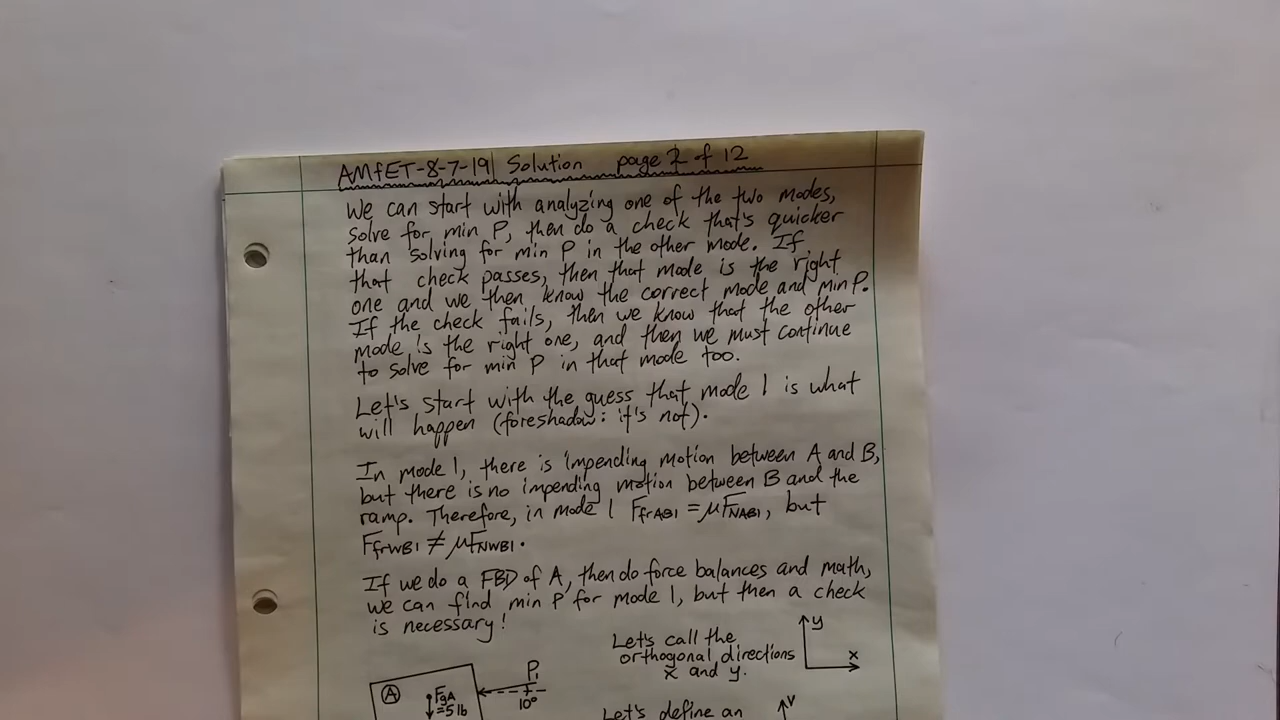 AMfET-8-7-19 Solution page 2 of 12
We can start with analyzing one of the two modes,
solve for min P, then do a check that's quicker
than solving for min P in the other mode. If
that check passes, then that mode is the right
one and we then know the correct mode and min P.
If the check fails, then we know that the other
mode is the right one, and then we must continue
to solve for min P in that mode too.
Let's start with the guess that mode 1 is what
will happen (foreshadow: it's not).
In mode 1, there is impending motion between A and B,
but there is no impending motion between B and the
ramp. Therefore, in mode 1 FfrAB1 = μFNAB1, but
FfrWB1 ≠ μFNWB1.
If we do a FBD of A, then do force balances and math,
we can find min P for mode 1, but then a check
is necessary!
Let's call the
orthogonal directions
x and y.
y
x
A
FgA
=5 lb
P1
10°
Let's define an
v